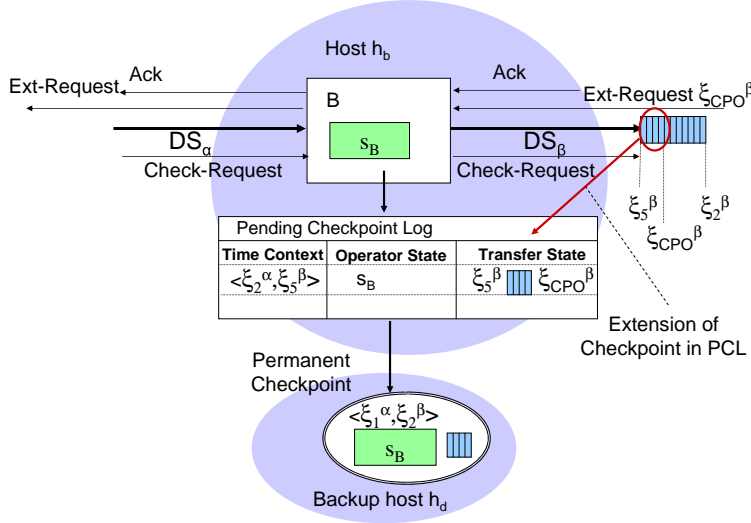 Host h_b
Ack
Ack
Ext-Request
Ext-Request ξ_CPO^β
B
s_B
DS_α
DS_β
Check-Request
Check-Request
ξ_5^β
ξ_2^β
ξ_CPO^β
Pending Checkpoint Log
Time Context Operator State Transfer State
<ξ_2^α,ξ_5^β> s_B ξ_5^β ξ_CPO^β
Extension of
Checkpoint in PCL
Permanent
Checkpoint
<ξ_1^α,ξ_2^β>
s_B
Backup host h_d